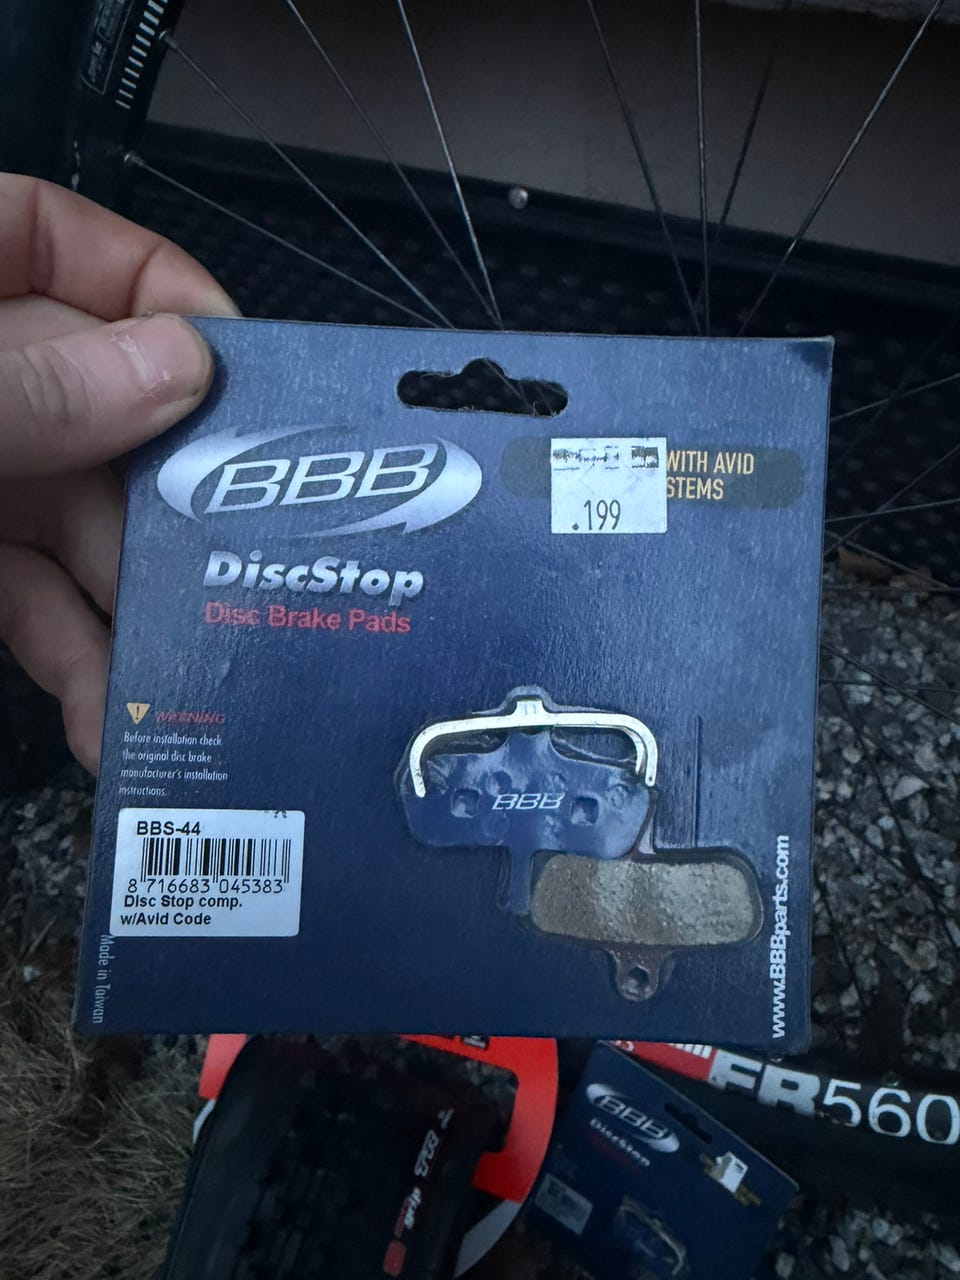 BBB
WITH AVID
STEMS
.199
DiscStop
Disc Brake Pads
WARNING
Before installation check
the original disc brake
manufacturer's installation
instructions.
BBS-44
8 716683 045383
Disc Stop comp.
w/Avid Code
Made in Taiwan
BBB
www.BBBparts.com
FR560
BBB
DiscStop
grip
TR